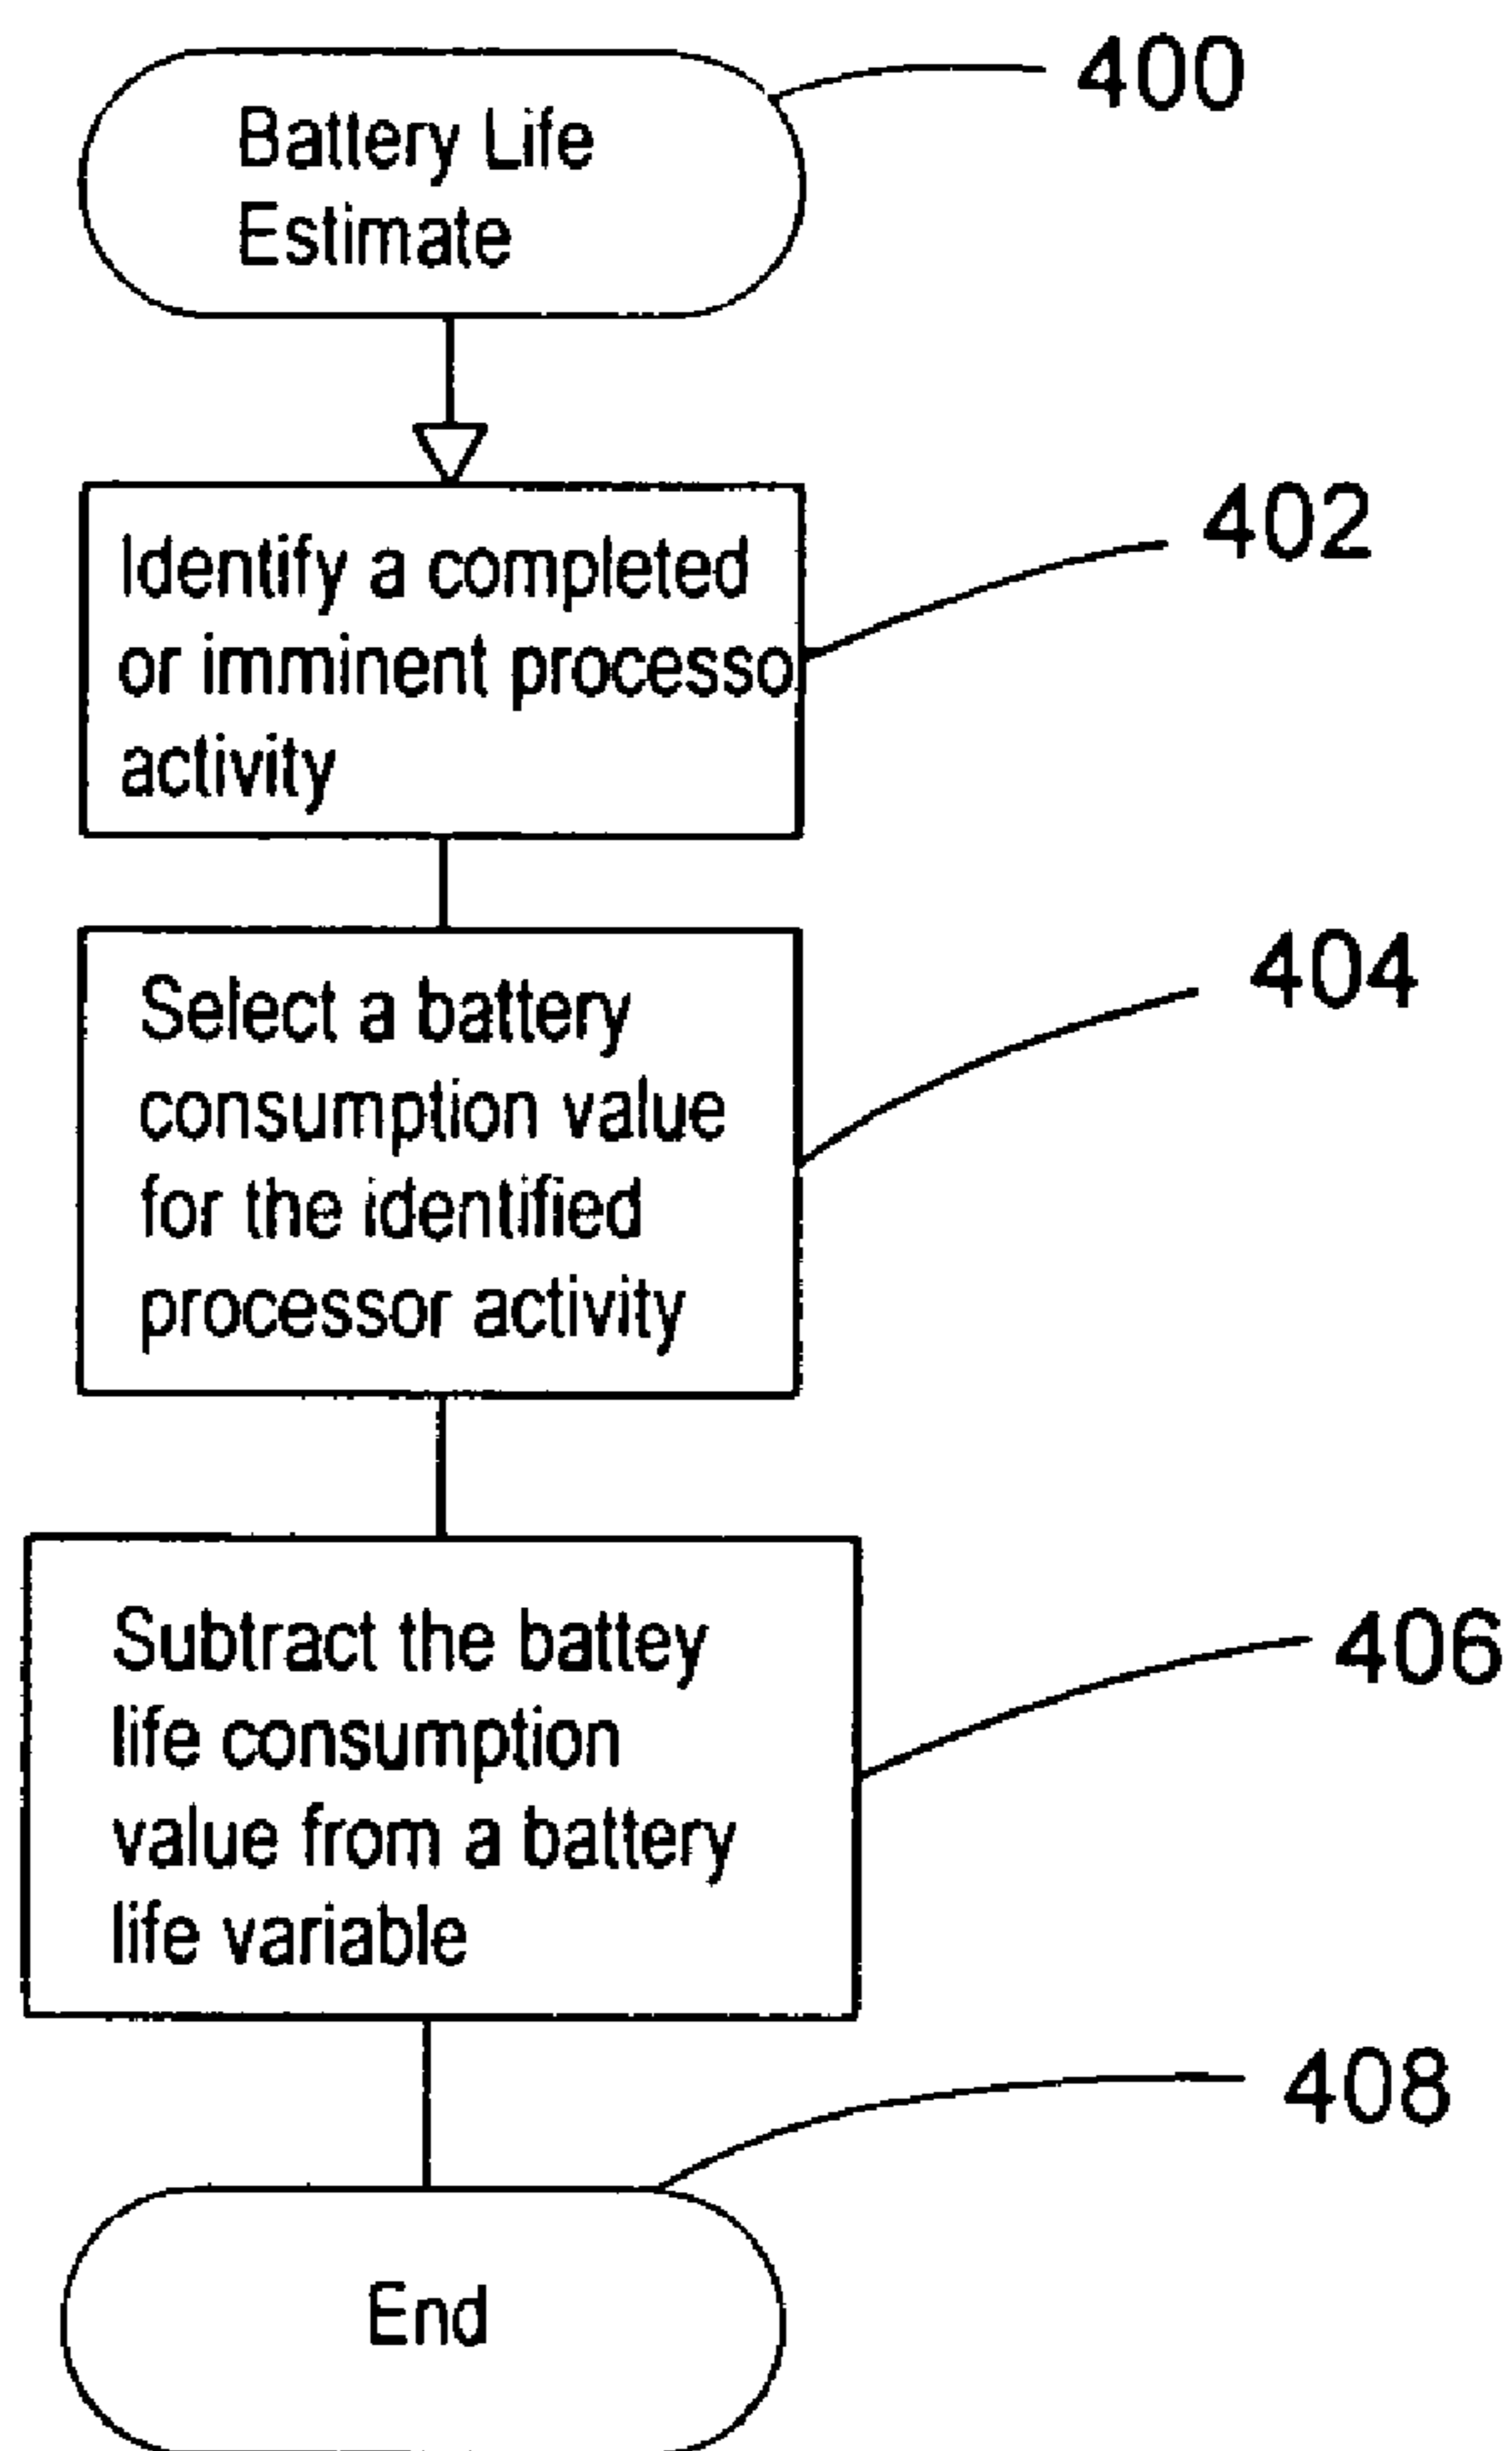 Battery Life
Estimate
400
Identify a completed
or imminent processo
activity
402
Select a battery
consumption value
for the identified
processor activity
404
Subtract the battey
life consumption
value from a battery
life variable
406
End
408